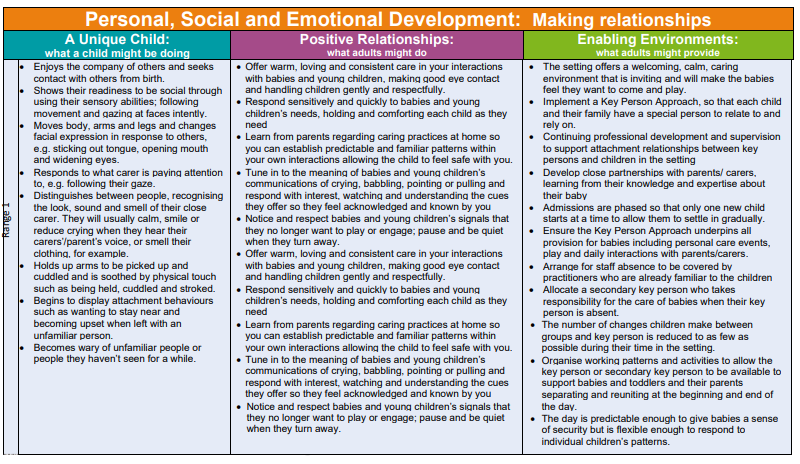 Personal, Social and Emotional Development: Making relationships
A Unique Child:
what a child might be doing
Positive Relationships:
what adults might do
Enabling Environments:
what adults might provide
Range 1
• Enjoys the company of others and seeks
contact with others from birth.
• Shows their readiness to be social through
using their sensory abilities; following
movement and gazing at faces intently.
• Moves body, arms and legs and changes
facial expression in response to others,
e.g. sticking out tongue, opening mouth
and widening eyes.
• Responds to what carer is paying attention
to, e.g. following their gaze.
• Distinguishes between people, recognising
the look, sound and smell of their close
carer. They will usually calm, smile or
reduce crying when they hear their
carers'/parent's voice, or smell their
clothing, for example.
• Holds up arms to be picked up and
cuddled and is soothed by physical touch
such as being held, cuddled and stroked.
• Begins to display attachment behaviours
such as wanting to stay near and
becoming upset when left with an
unfamiliar person.
• Becomes wary of unfamiliar people or
people they haven't seen for a while.
• Offer warm, loving and consistent care in your interactions
with babies and young children, making good eye contact
and handling children gently and respectfully.
• Respond sensitively and quickly to babies and young
children's needs, holding and comforting each child as they
need
• Learn from parents regarding caring practices at home so
you can establish predictable and familiar patterns within
your own interactions allowing the child to feel safe with you.
• Tune in to the meaning of babies and young children's
communications of crying, babbling, pointing or pulling and
respond with interest, watching and understanding the cues
they offer so they feel acknowledged and known by you
• Notice and respect babies and young children's signals that
they no longer want to play or engage; pause and be quiet
when they turn away.
• Offer warm, loving and consistent care in your interactions
with babies and young children, making good eye contact
and handling children gently and respectfully.
• Respond sensitively and quickly to babies and young
children's needs, holding and comforting each child as they
need
• Learn from parents regarding caring practices at home so
you can establish predictable and familiar patterns within
your own interactions allowing the child to feel safe with you.
• Tune in to the meaning of babies and young children's
communications of crying, babbling, pointing or pulling and
respond with interest, watching and understanding the cues
they offer so they feel acknowledged and known by you
• Notice and respect babies and young children's signals that
they no longer want to play or engage; pause and be quiet
when they turn away.
• The setting offers a welcoming, calm, caring
environment that is inviting and will make the babies
feel they want to come and play.
• Implement a Key Person Approach, so that each child
and their family have a special person to relate to and
rely on.
• Continuing professional development and supervision
to support attachment relationships between key
persons and children in the setting
• Develop close partnerships with parents/ carers,
learning from their knowledge and expertise about
their baby
• Admissions are phased so that only one new child
starts at a time to allow them to settle in gradually.
• Ensure the Key Person Approach underpins all
provision for babies including personal care events,
play and daily interactions with parents/carers.
• Arrange for staff absence to be covered by
practitioners who are already familiar to the children
• Allocate a secondary key person who takes
responsibility for the care of babies when their key
person is absent.
• The number of changes children make between
groups and key person is reduced to as few as
possible during their time in the setting.
• Organise working patterns and activities to allow the
key person or secondary key person to be available to
support babies and toddlers and their parents
separating and reuniting at the beginning and end of
the day.
• The day is predictable enough to give babies a sense
of security but is flexible enough to respond to
individual children's patterns.